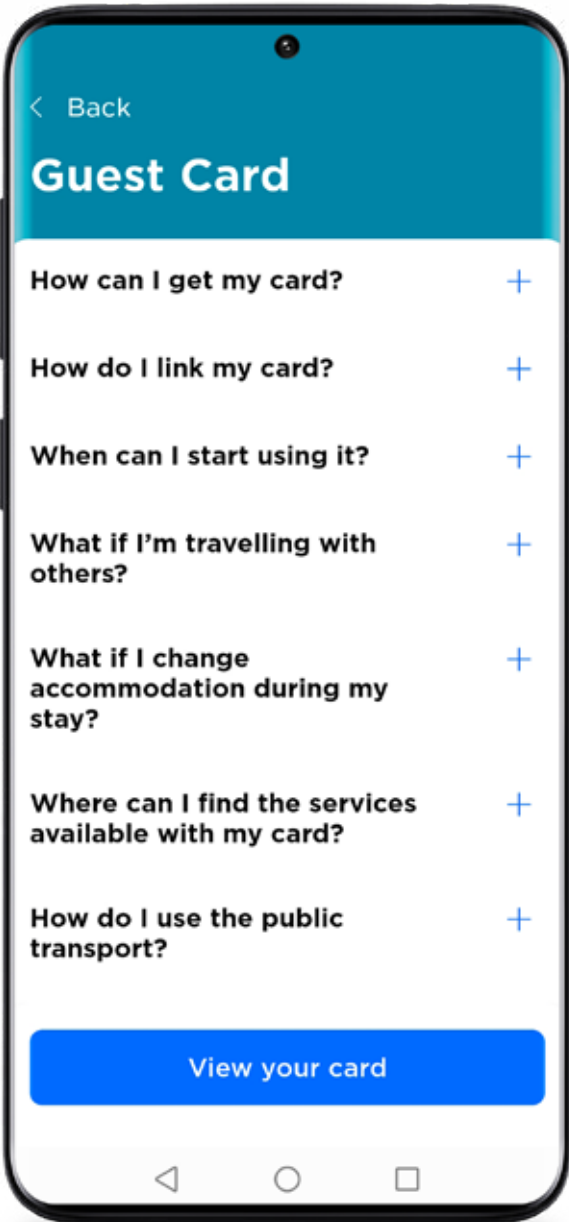 Back
Guest Card
How can I get my card?
How do I link my card?
When can I start using it?
What if I’m travelling with
others?
What if I change
accommodation during my
stay?
Where can I find the services
available with my card?
How do I use the public
transport?
View your card